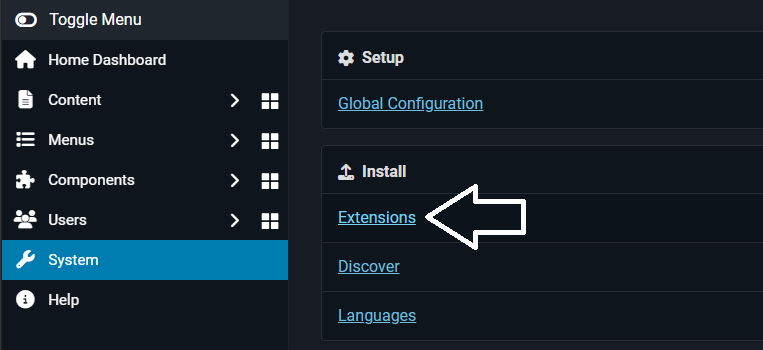 Toggle Menu
Home Dashboard
Content
Menus
Components
Users
System
Help
Setup
Global Configuration
Install
Extensions
Discover
Languages